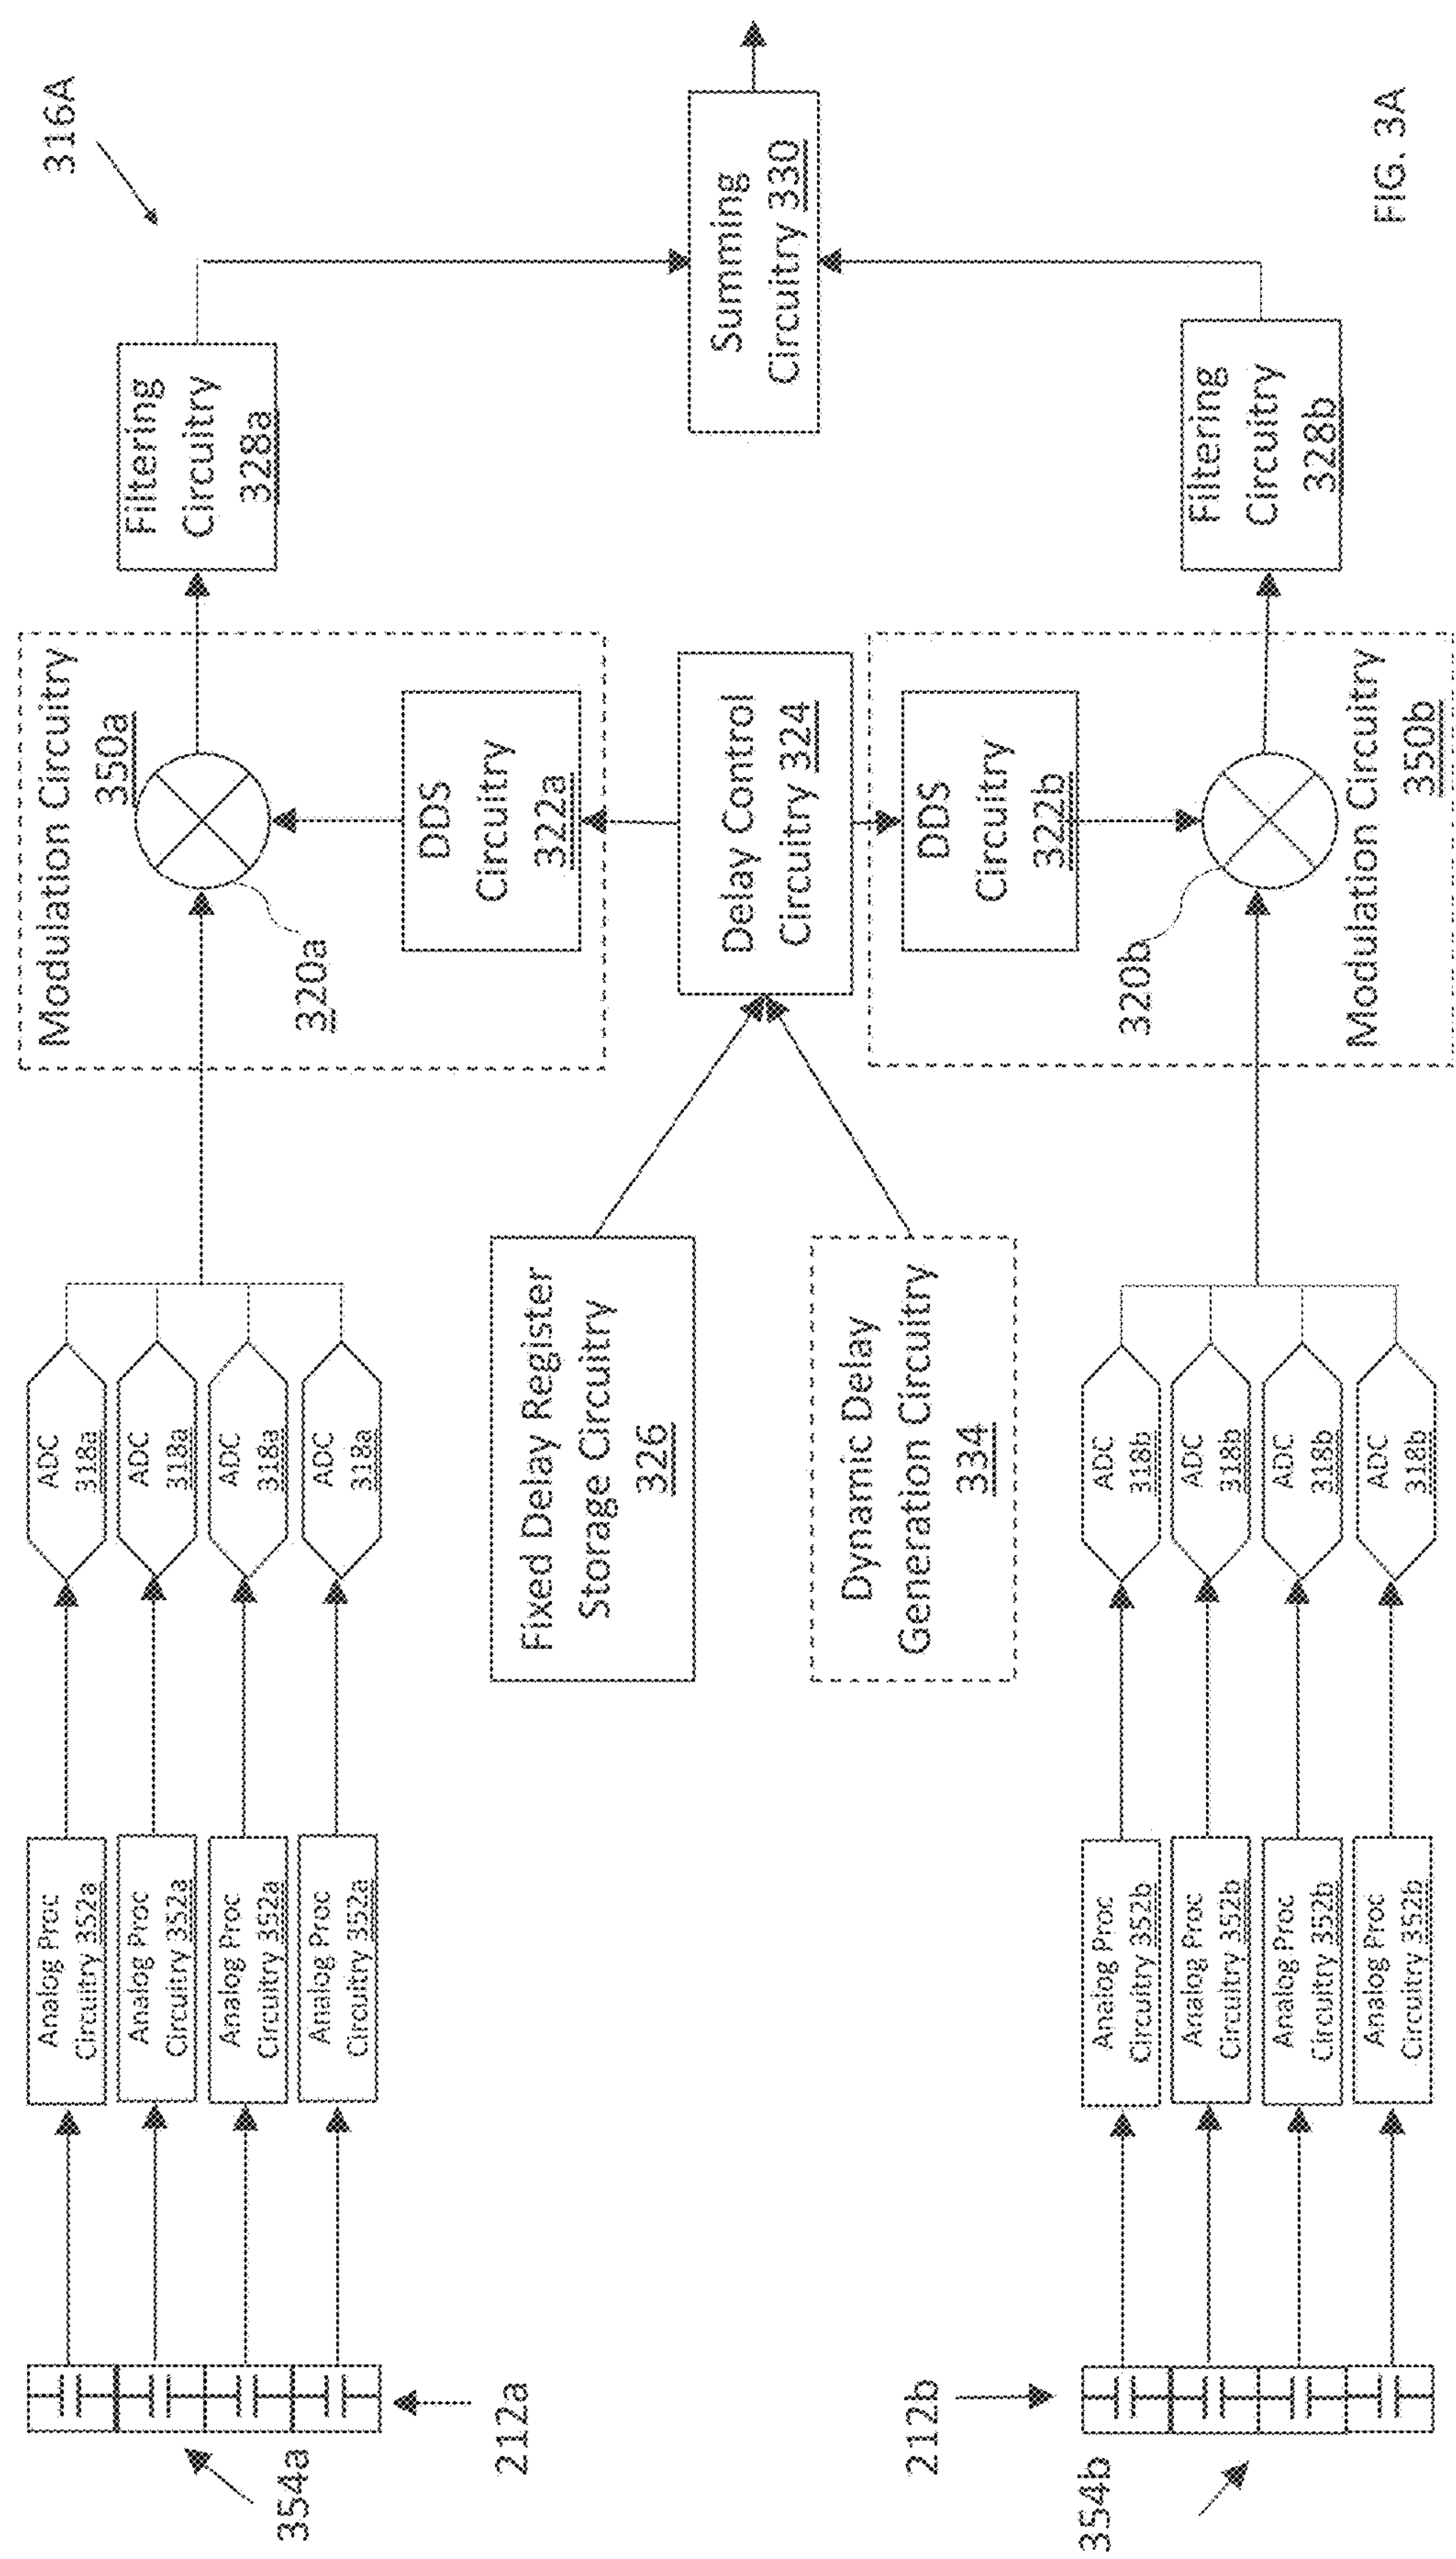 316A
Modulation Circuitry
350a
Filtering
Circuitry
328a
320a
DDS
Circuitry
322a
Analog Proc
Circuitry 352a
Analog Proc
Circuitry 352a
Analog Proc
Circuitry 352a
Analog Proc
Circuitry 352a
ADC
318a
ADC
318a
ADC
318a
ADC
318a
354a
212a
Fixed Delay Register
Storage Circuitry
326
Delay Control
Circuitry 324
Summing
Circuitry 330
Dynamic Delay
Generation Circuitry
334
DDS
Circuitry
322b
320b
212b
354b
Analog Proc
Circuitry 352b
Analog Proc
Circuitry 352b
Analog Proc
Circuitry 352b
Analog Proc
Circuitry 352b
ADC
318b
ADC
318b
ADC
318b
ADC
318b
Filtering
Circuitry
328b
Modulation Circuitry
350b
FIG. 3A